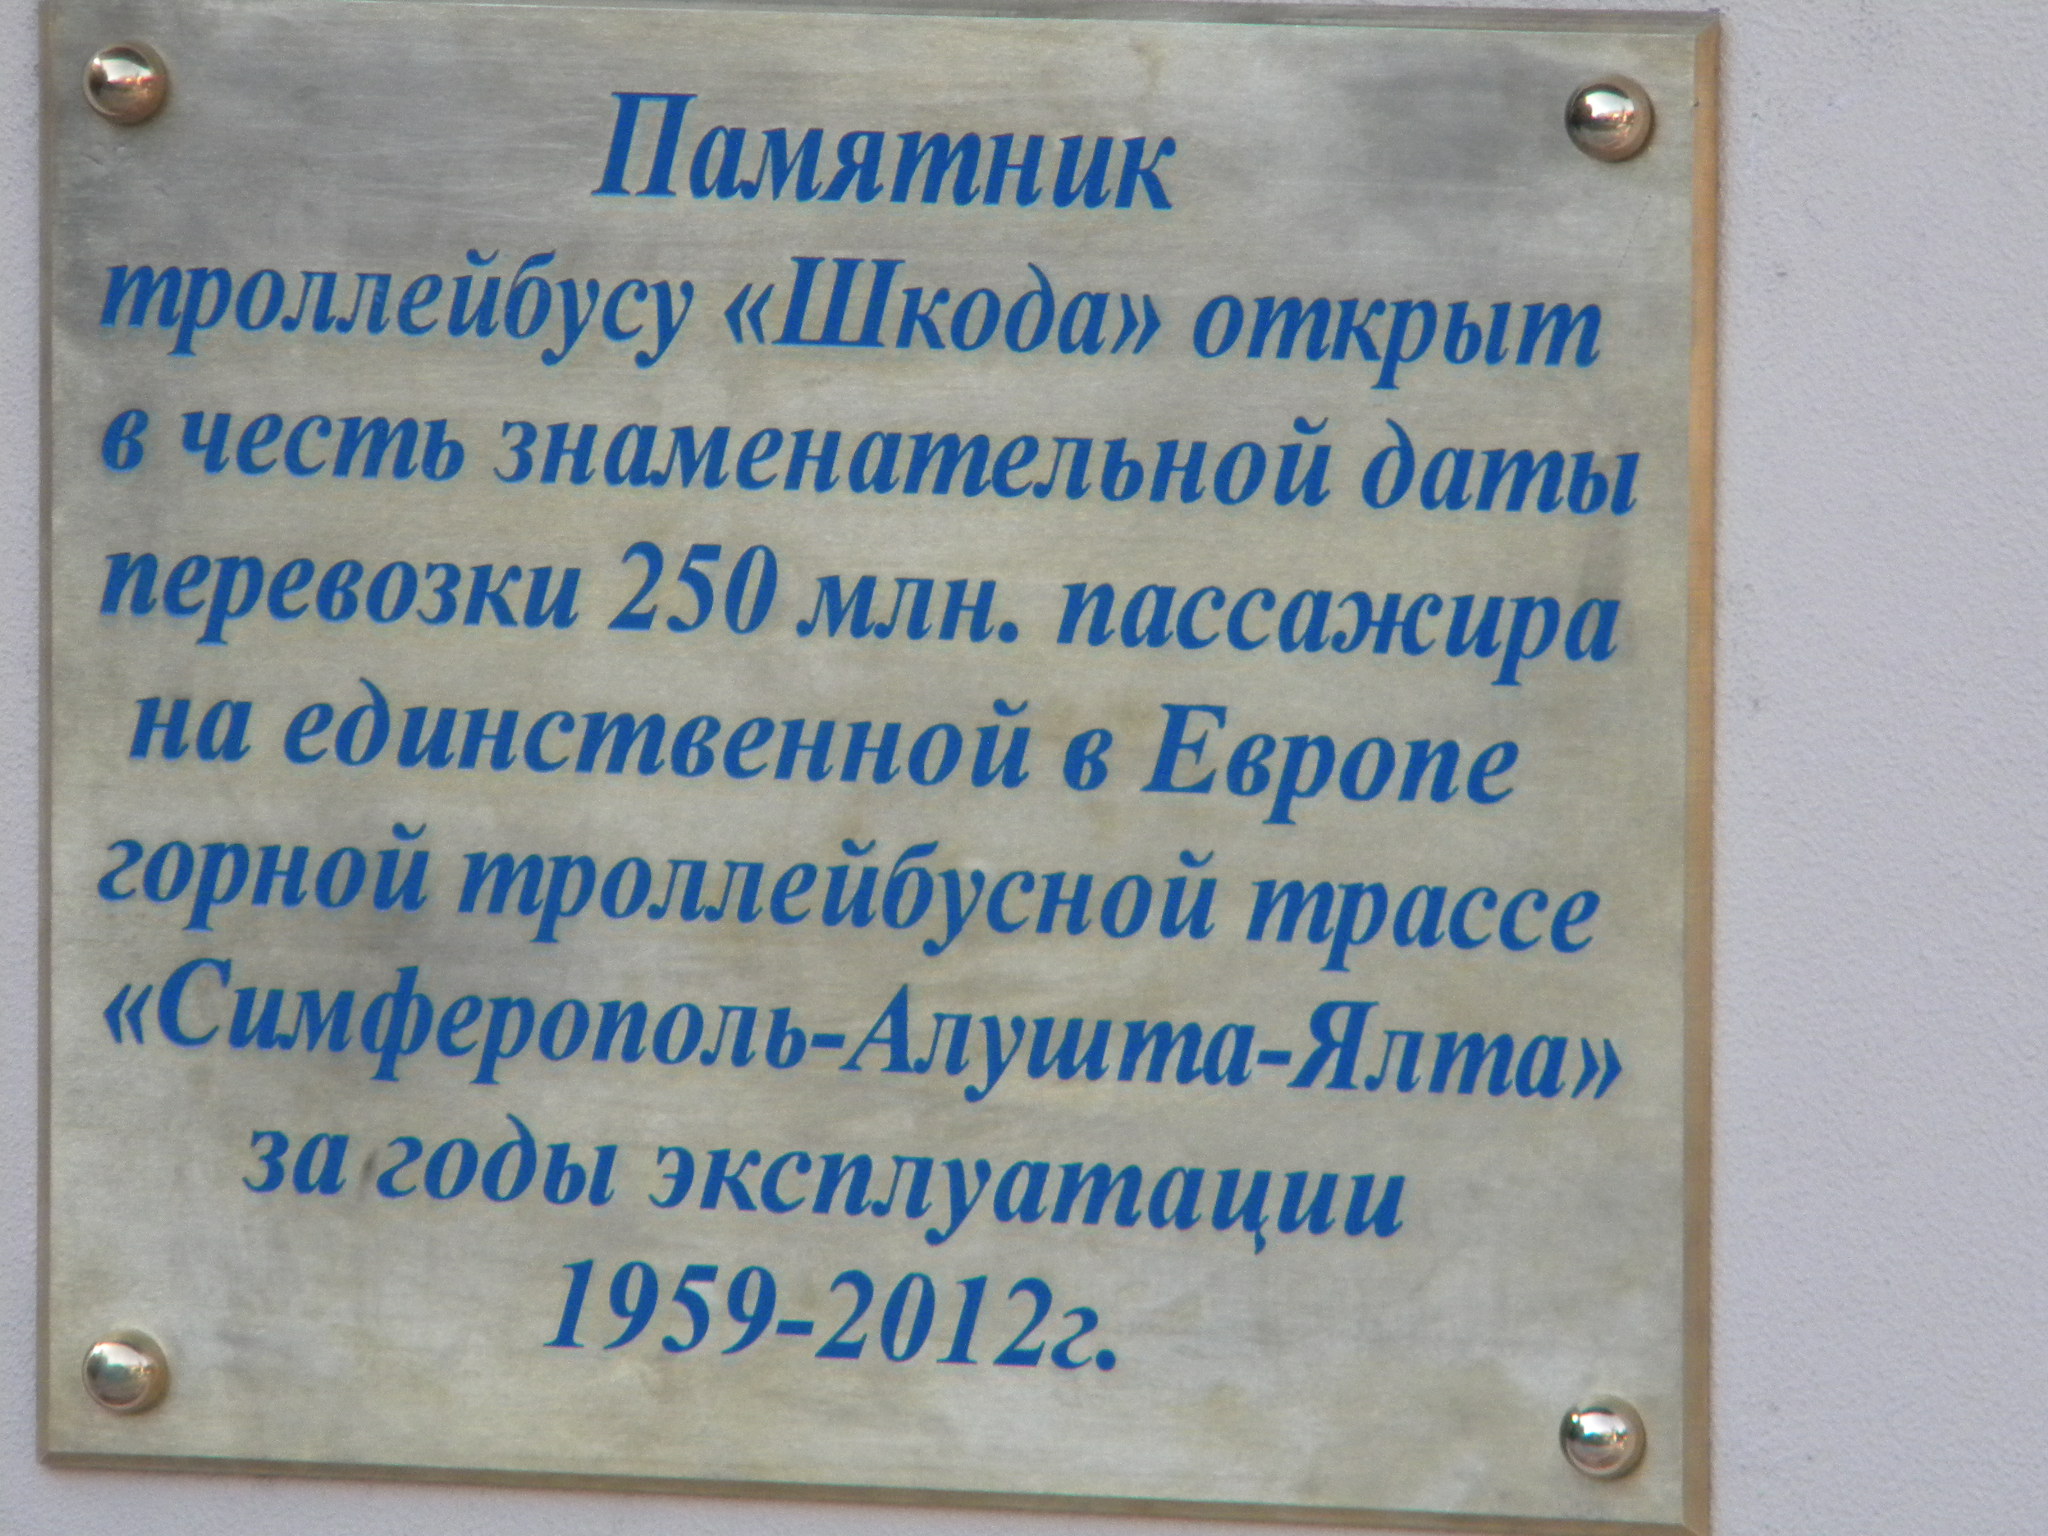 Памятник
троллейбусу «Шкода» открыт
в честь знаменательной даты
перевозки 250 млн. пассажира
на единственной в Европе
горной троллейбусной трассе
«Симферополь-Алушта-Ялта»
за годы эксплуатации
1959-2012г.